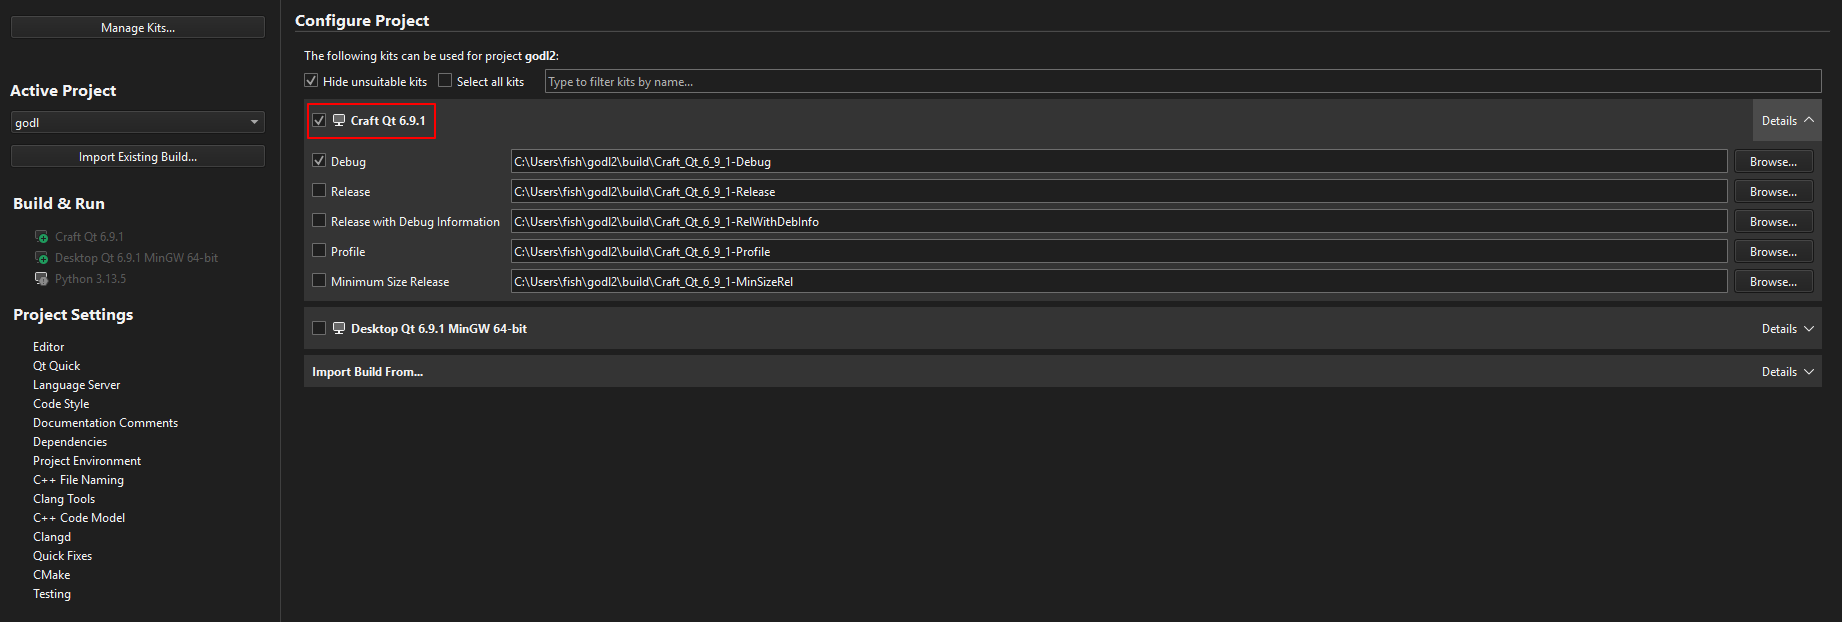 Manage Kits...
Active Project
godl
Import Existing Build...
Build & Run
Craft Qt 6.9.1
Desktop Qt 6.9.1 MinGW 64-bit
Python 3.13.5
Project Settings
Editor
Qt Quick
Language Server
Code Style
Documentation Comments
Dependencies
Project Environment
C++ File Naming
Clang Tools
C++ Code Model
Clangd
Quick Fixes
CMake
Testing
Configure Project
The following kits can be used for project godl2:
Hide unsuitable kits Select all kits Type to filter kits by name...
Craft Qt 6.9.1 Details
Debug C:\Users\fish\godl2\build\Craft_Qt_6_9_1-Debug Browse...
Release C:\Users\fish\godl2\build\Craft_Qt_6_9_1-Release Browse...
Release with Debug Information C:\Users\fish\godl2\build\Craft_Qt_6_9_1-RelWithDebInfo Browse...
Profile C:\Users\fish\godl2\build\Craft_Qt_6_9_1-Profile Browse...
Minimum Size Release C:\Users\fish\godl2\build\Craft_Qt_6_9_1-MinSizeRel Browse...
Desktop Qt 6.9.1 MinGW 64-bit Details
Import Build From... Details